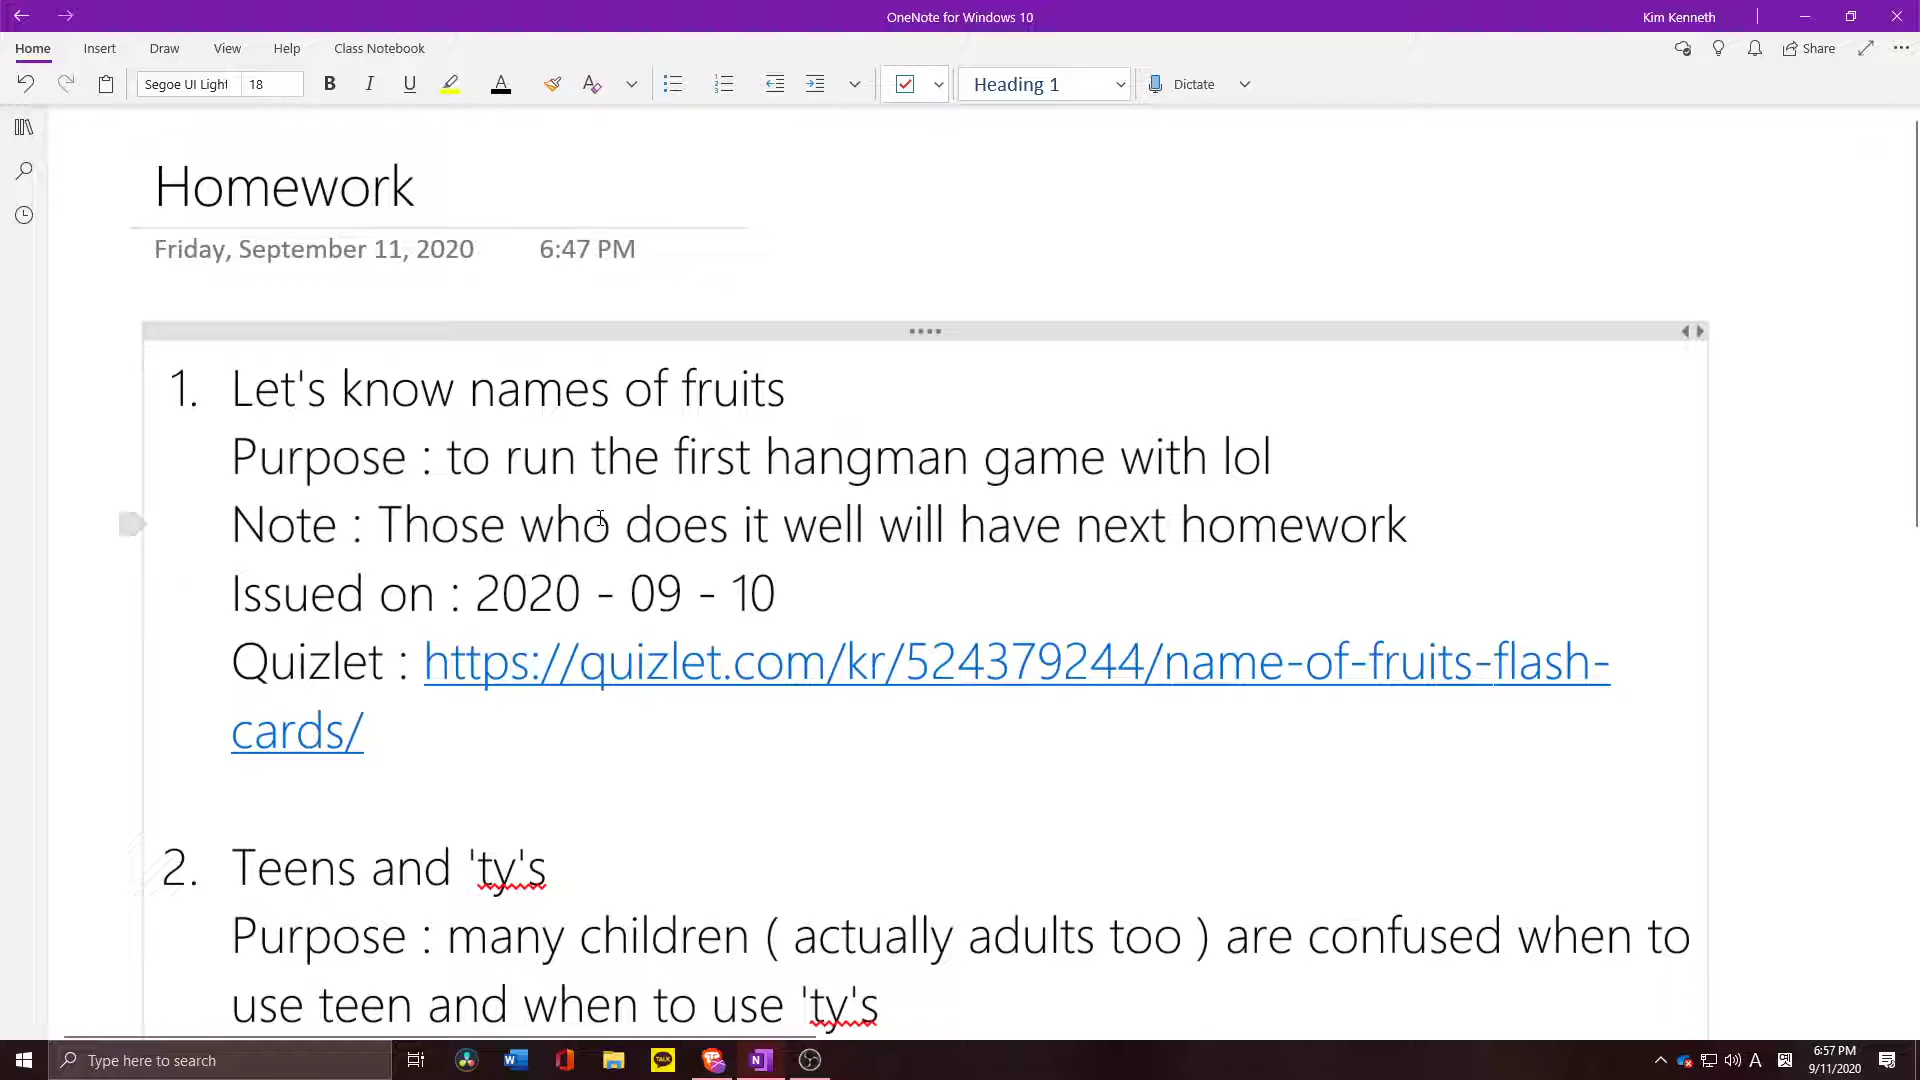 OneNote for Windows 10
Kim Kenneth
Home Insert Draw View Help Class Notebook
Share
Segoe UI Light 18 B I U A Heading 1 Dictate
Homework
Friday, September 11, 2020 6:47 PM
1. Let's know names of fruits
Purpose : to run the first hangman game with lol
Note : Those who does it well will have next homework
Issued on : 2020 - 09 - 10
Quizlet : https://quizlet.com/kr/524379244/name-of-fruits-flash-
cards/
2. Teens and 'ty's
Purpose : many children ( actually adults too ) are confused when to
use teen and when to use 'ty's
Type here to search
A
6:57 PM
9/11/2020